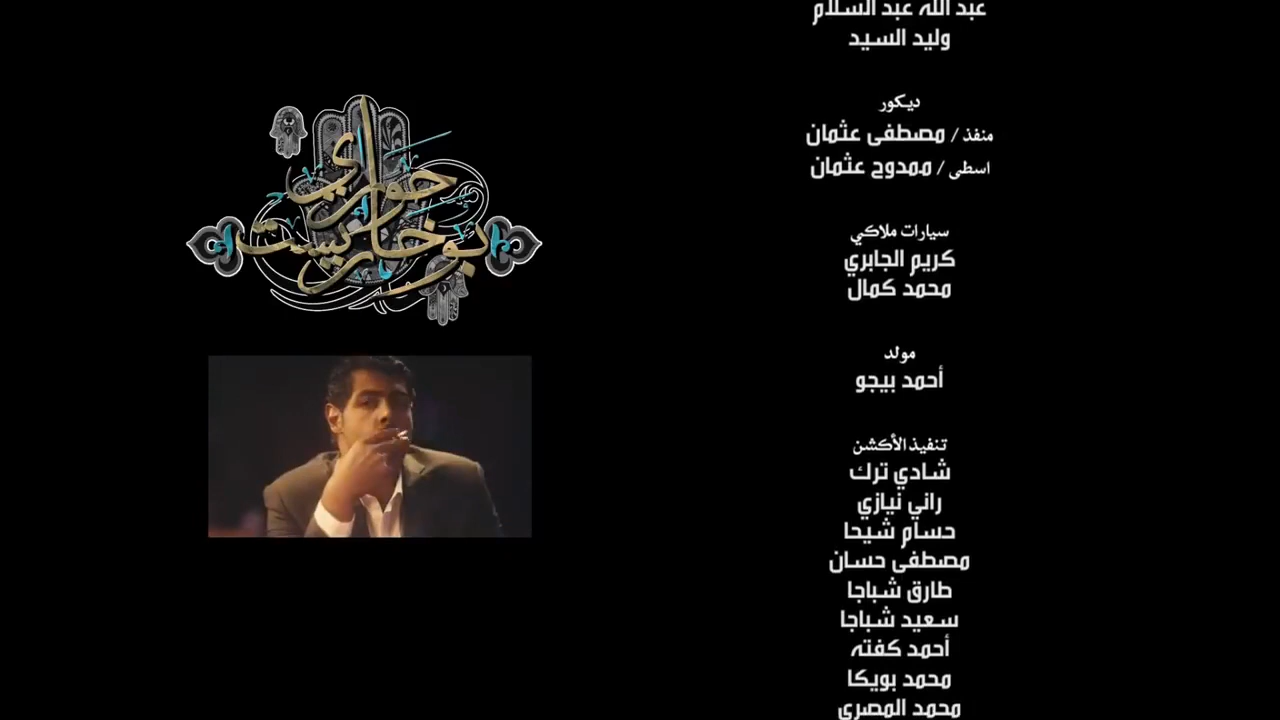 حواري
بوخاريست
عبد الله عبد السلام
وليد السيد
ديكور
منفذ / مصطفى عثمان
اسطى / ممدوح عثمان
سيارات ملاكي
كريم الجابري
محمد كمال
مولد
أحمد بيجو
تنفيذ الأكشن
شادي ترك
راني نيازي
حسام شيحا
مصطفى حسان
طارق شباجا
سعيد شباجا
أحمد كفته
محمد بويكا
محمد المصري